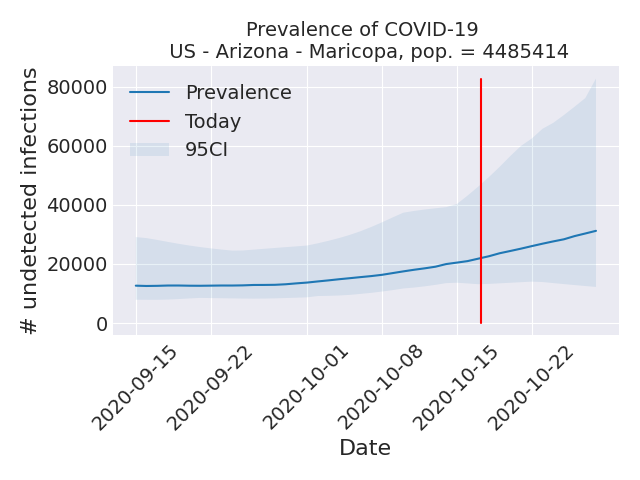 Prevalence of COVID-19
US - Arizona - Maricopa, pop. = 4485414
# undetected infections
80000
60000
40000
20000
0
Prevalence
Today
95CI
2020-09-15
2020-09-22
2020-10-01
2020-10-08
2020-10-15
2020-10-22
Date